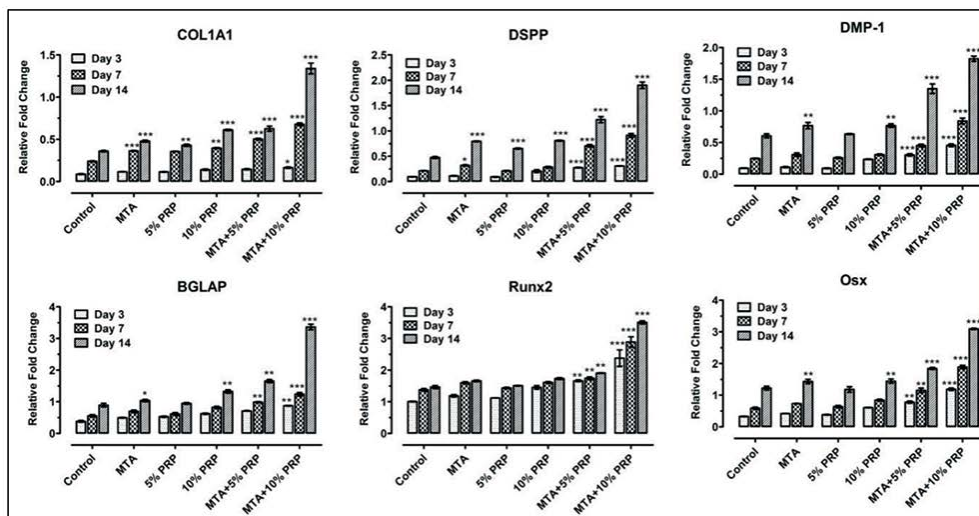 COL1A1
Relative Fold Change
1.5
1.0
0.5
0.0
Day 3
Day 7
Day 14
***
***
**
**
***
***
***
*
***
***
Control
MTA
5% PRP
10% PRP
MTA+5% PRP
MTA+10% PRP
DSPP
Relative Fold Change
2.5
2.0
1.5
1.0
0.5
0.0
Day 3
Day 7
Day 14
*
***
***
***
***
***
***
***
***
***
Control
MTA
5% PRP
10% PRP
MTA+5% PRP
MTA+10% PRP
DMP-1
Relative Fold Change
2.0
1.5
1.0
0.5
0.0
Day 3
Day 7
Day 14
**
**
***
***
***
***
***
***
Control
MTA
5% PRP
10% PRP
MTA+5% PRP
MTA+10% PRP
BGLAP
Relative Fold Change
4
3
2
1
0
Day 3
Day 7
Day 14
*
**
**
**
**
***
***
Control
MTA
5% PRP
10% PRP
MTA+5% PRP
MTA+10% PRP
Runx2
Relative Fold Change
4
3
2
1
0
Day 3
Day 7
Day 14
**
**
**
***
***
***
Control
MTA
5% PRP
10% PRP
MTA+5% PRP
MTA+10% PRP
Osx
Relative Fold Change
4
3
2
1
0
Day 3
Day 7
Day 14
**
**
**
**
***
***
***
***
Control
MTA
5% PRP
10% PRP
MTA+5% PRP
MTA+10% PRP